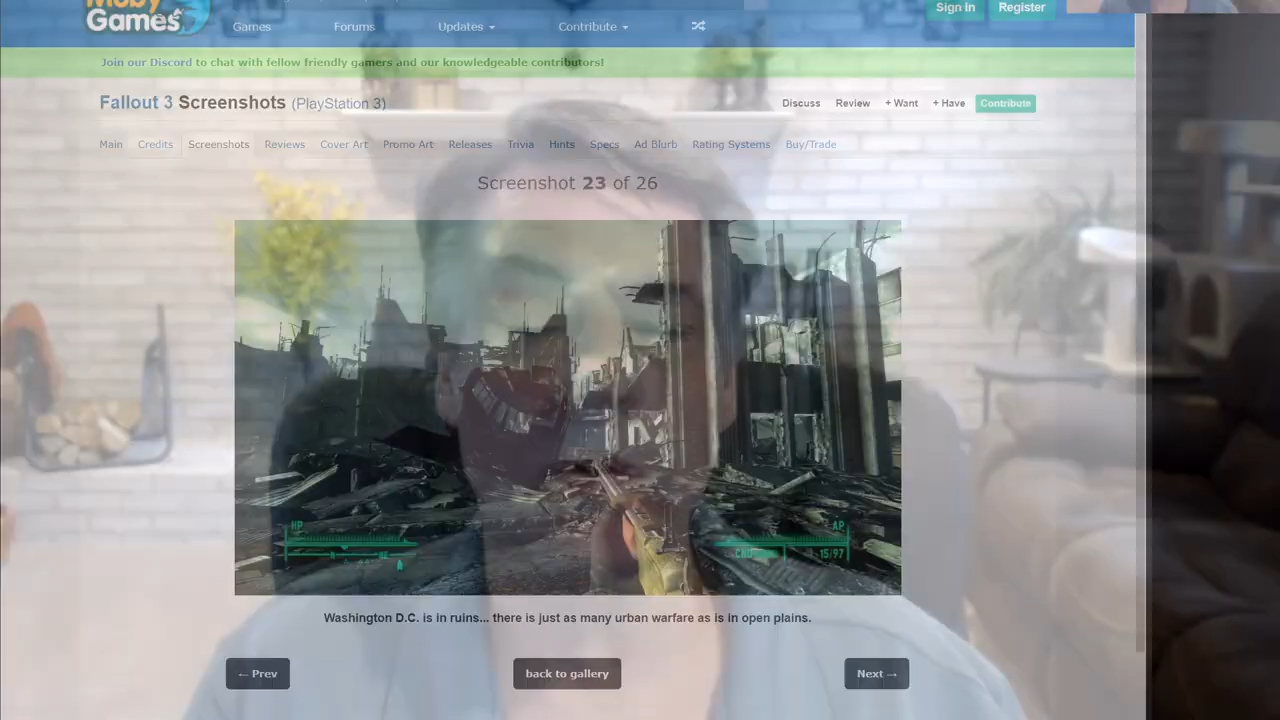 Moby
Games
Sign In Register
Games Forums Updates Contribute
Join our Discord to chat with fellow friendly gamers and our knowledgeable contributors!
Fallout 3 Screenshots (PlayStation 3)
Discuss Review + Want + Have Contribute
Main Credits Screenshots Reviews Cover Art Promo Art Releases Trivia Hints Specs Ad Blurb Rating Systems Buy/Trade
Screenshot 23 of 26
HP AP
N CND 15/97
Washington D.C. is in ruins... there is just as many urban warfare as is in open plains.
← Prev back to gallery Next →